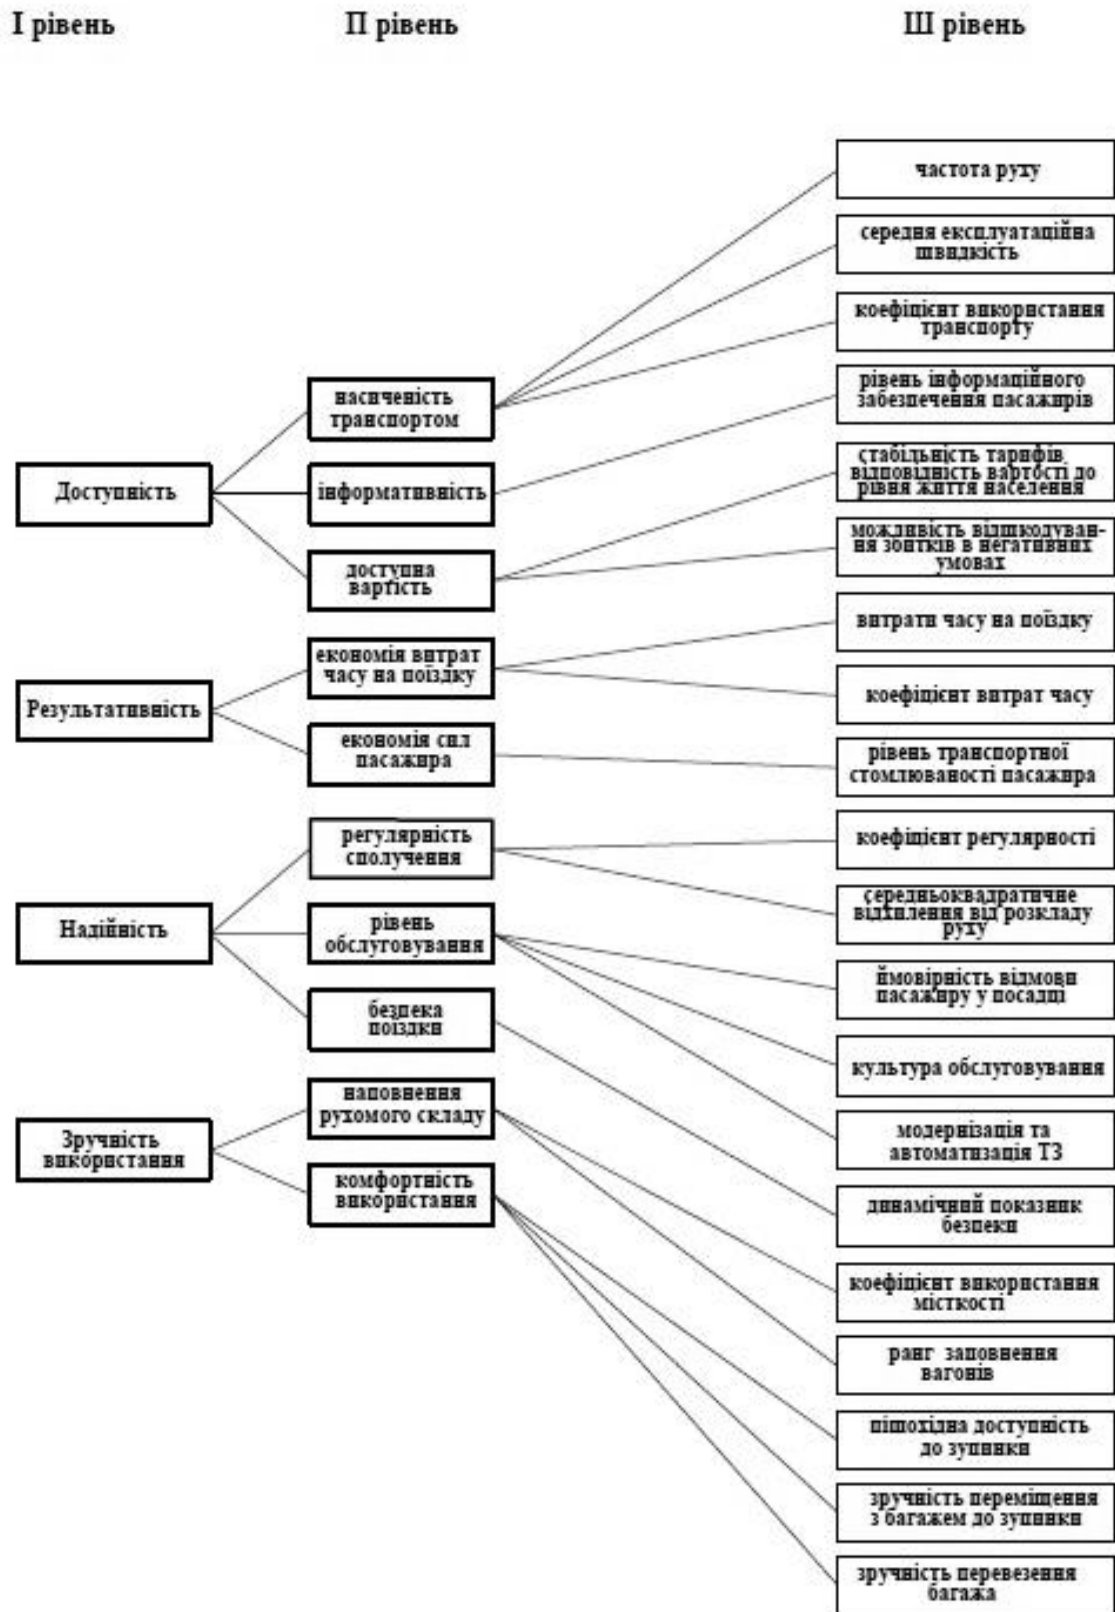 І рівень
П рівень
Ш рівень
Доступність
Результативність
Надійність
Зручність
використання
насиченість
транспортом
інформативність
доступна
вартість
економія витрат
часу на поїздку
економія сил
пасажира
регулярність
сполучення
рівень
обслуговування
безпека
поїздки
наповнення
рухомого складу
комфортність
використання
частота руху
середня експлуатаційна
швидкість
коефіцієнт використання
транспорту
рівень інформаційного
забезпечення пасажирів
стабільність тарифів,
відповідність вартості до
рівня життя населення
можливість відшкодуван-
ня збитків в негативних
умовах
витрати часу на поїздку
коефіцієнт витрат часу
рівень транспортної
стомлюваності пасажира
коефіцієнт регулярності
середньоквадратичне
відхилення від розкладу
руху
ймовірність відмови
пасажиру у посадці
культура обслуговування
модернізація та
автоматизація ТЗ
динамічний показник
безпеки
коефіцієнт використання
місткості
ранг заповнення
вагонів
пішохідна доступність
до зупинки
зручність переміщення
з багажем до зупинки
зручність перевезення
багажа